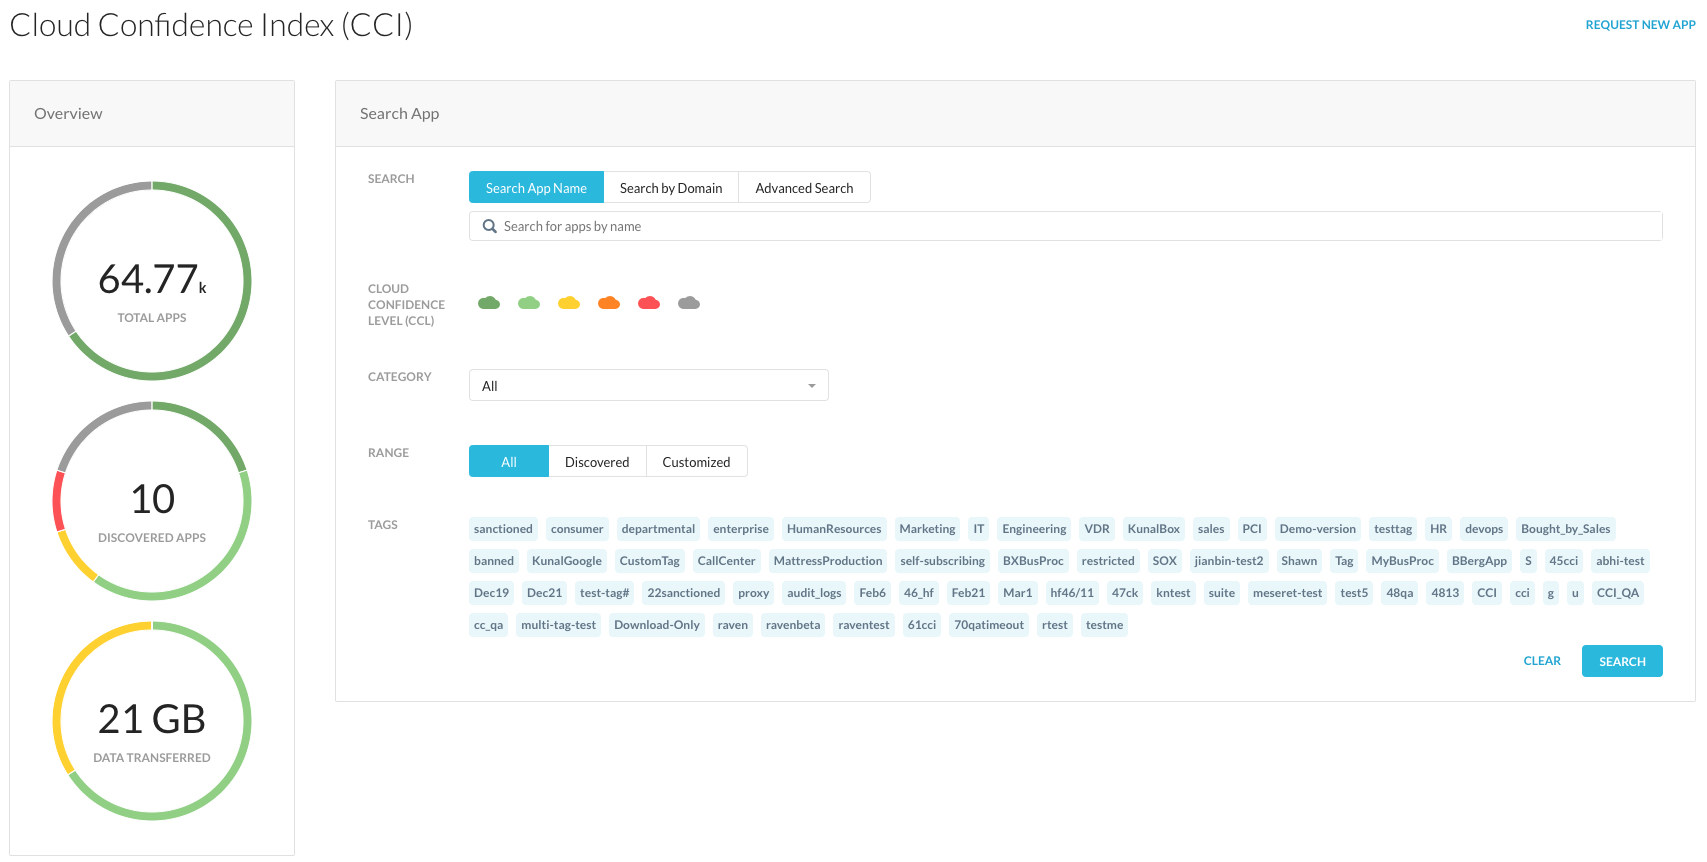 Cloud Confidence Index (CCI)
REQUEST NEW APP
Overview
64.77k
TOTAL APPS
10
DISCOVERED APPS
21 GB
DATA TRANSFERRED
Search App
SEARCH
Search App Name Search by Domain Advanced Search
Search for apps by name
CLOUD
CONFIDENCE
LEVEL (CCL)
CATEGORY
All
RANGE
All Discovered Customized
TAGS
sanctioned consumer departmental enterprise HumanResources Marketing IT Engineering VDR KunalBox sales PCI Demo-version testtag HR devops Bought_by_Sales
banned KunalGoogle CustomTag CallCenter MattressProduction self-subscribing BXBusProc restricted SOX jianbin-test2 Shawn Tag MyBusProc BBergApp S 45cci abhi-test
Dec19 Dec21 test-tag# 22sanctioned proxy audit_logs Feb6 46_hf Feb21 Mar1 hf46/11 47ck kntest suite meseret-test test5 48qa 4813 CCI cci g u CCI_QA
cc_qa multi-tag-test Download-Only raven ravenbeta raventest 61cci 70qatimeout rtest testme
CLEAR SEARCH